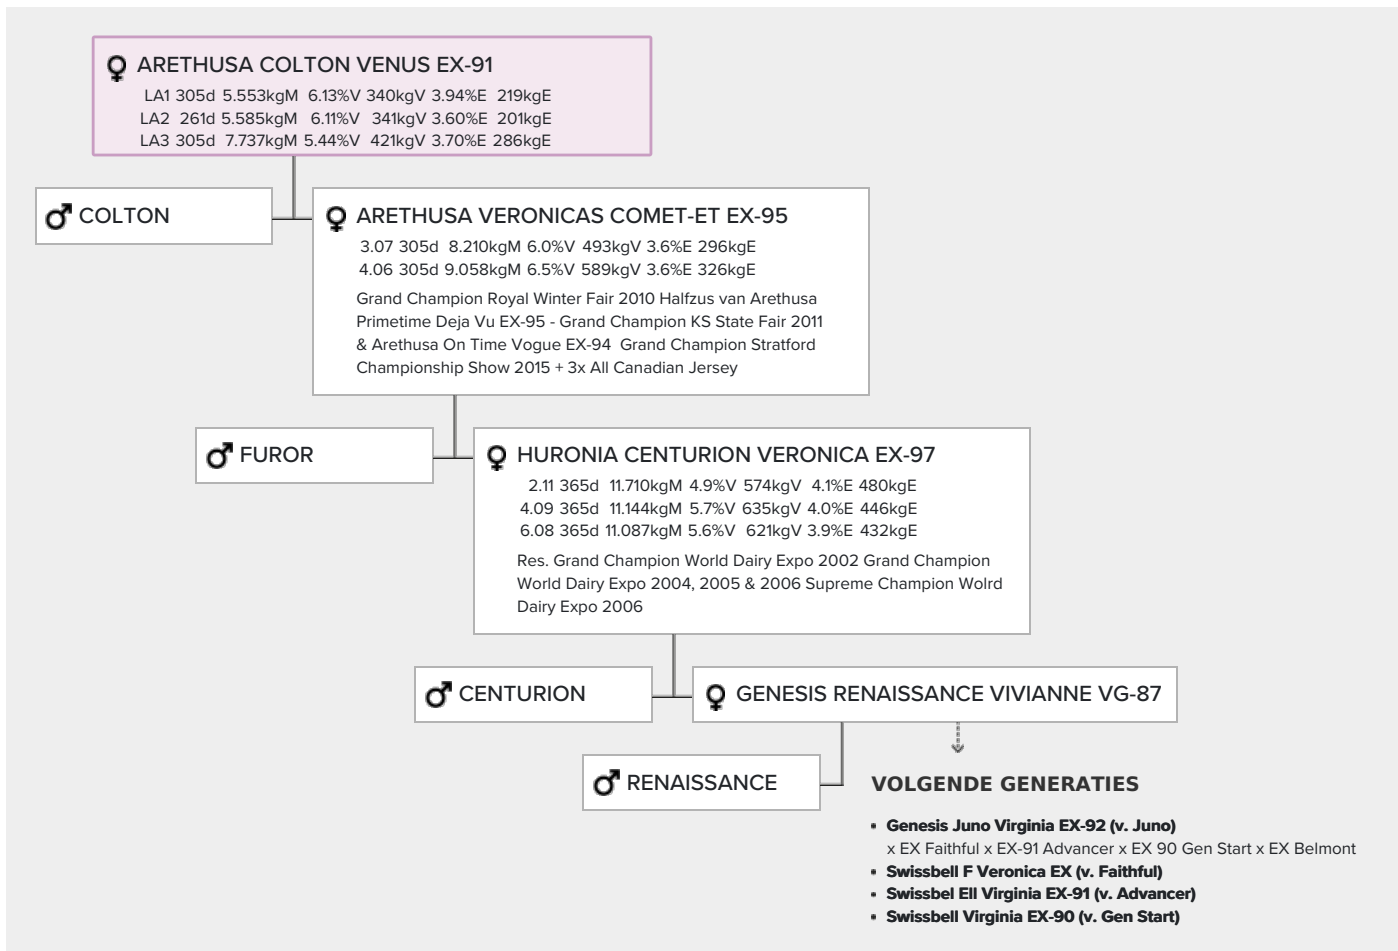 ARETHUSA COLTON VENUS EX-91
LA1 305d 5.553kgM 6.13%V 340kgV 3.94%E 219kgE
LA2 261d 5.585kgM 6.11%V 341kgV 3.60%E 201kgE
LA3 305d 7.737kgM 5.44%V 421kgV 3.70%E 286kgE
COLTON
ARETHUSA VERONICAS COMET-ET EX-95
3.07 305d 8.210kgM 6.0%V 493kgV 3.6%E 296kgE
4.06 305d 9.058kgM 6.5%V 589kgV 3.6%E 326kgE
Grand Champion Royal Winter Fair 2010 Halfzus van Arethusa
Primetime Deja Vu EX-95 - Grand Champion KS State Fair 2011
& Arethusa On Time Vogue EX-94 Grand Champion Stratford
Championship Show 2015 + 3x All Canadian Jersey
FUROR
HURONIA CENTURION VERONICA EX-97
2.11 365d 11.710kgM 4.9%V 574kgV 4.1%E 480kgE
4.09 365d 11.144kgM 5.7%V 635kgV 4.0%E 446kgE
6.08 365d 11.087kgM 5.6%V 621kgV 3.9%E 432kgE
Res. Grand Champion World Dairy Expo 2002 Grand Champion
World Dairy Expo 2004, 2005 & 2006 Supreme Champion Wolrd
Dairy Expo 2006
CENTURION
GENESIS RENAISSANCE VIVIANNE VG-87
RENAISSANCE
VOLGENDE GENERATIES
• Genesis Juno Virginia EX-92 (v. Juno)
x EX Faithful x EX-91 Advancer x EX 90 Gen Start x EX Belmont
• Swissbell F Veronica EX (v. Faithful)
• Swissbel Ell Virginia EX-91 (v. Advancer)
• Swissbell Virginia EX-90 (v. Gen Start)